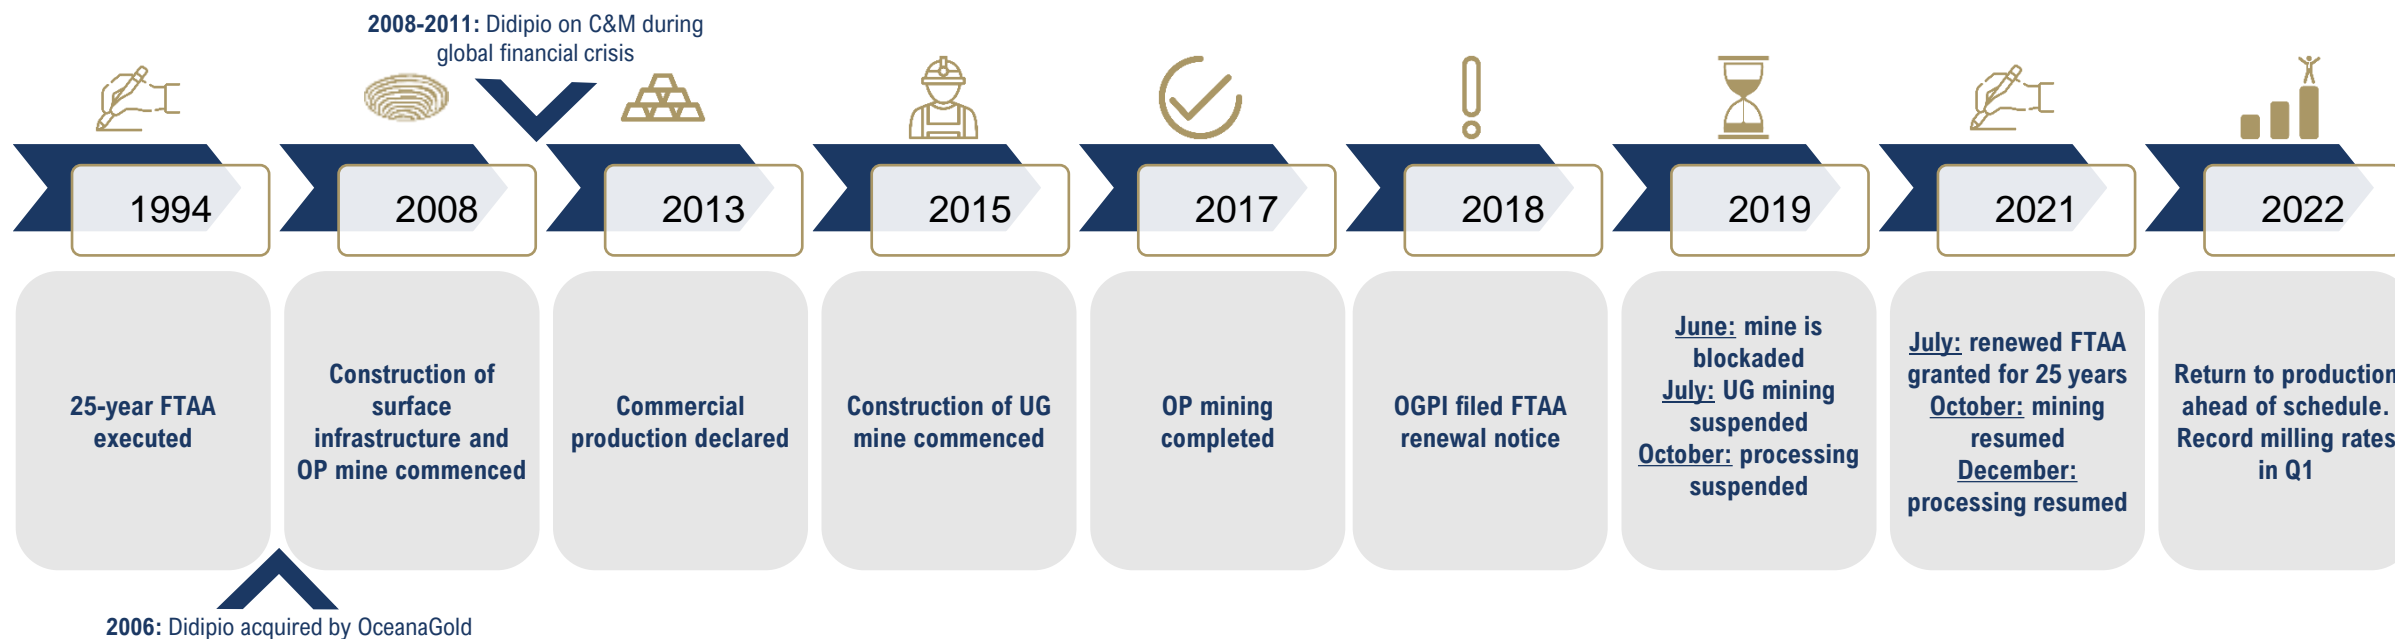 2008-2011: Didipio on C&M during
global financial crisis
1994
2008
2013
2015
2017
2018
2019
2021
2022
25-year FTAA
executed
Construction of
surface
infrastructure and
OP mine commenced
Commercial
production declared
Construction of UG
mine commenced
OP mining
completed
OGPI filed FTAA
renewal notice
June: mine is
blockaded
July: UG mining
suspended
October: processing
suspended
July: renewed FTAA
granted for 25 years
October: mining
resumed
December:
processing resumed
Return to production
ahead of schedule.
Record milling rates
in Q1
2006: Didipio acquired by OceanaGold